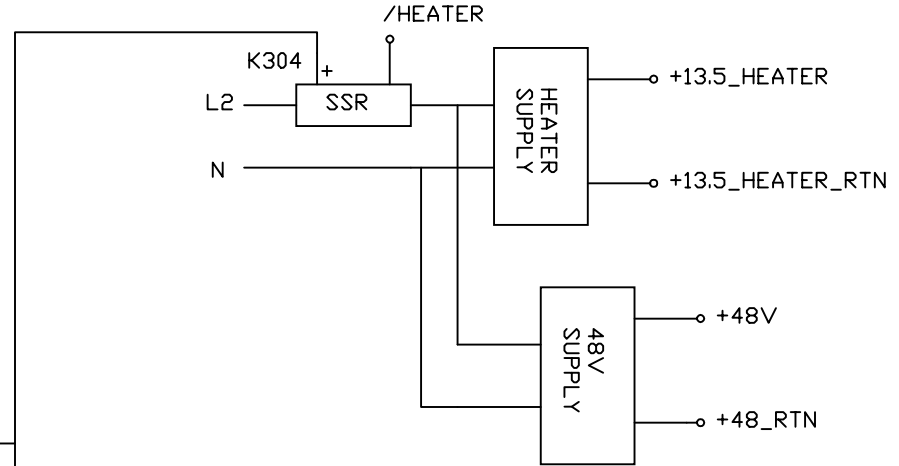 /HEATER
K304
+
L2
SSR
N
HEATER
SUPPLY
+13.5_HEATER
+13.5_HEATER_RTN
48V
SUPPLY
+48V
+48_RTN